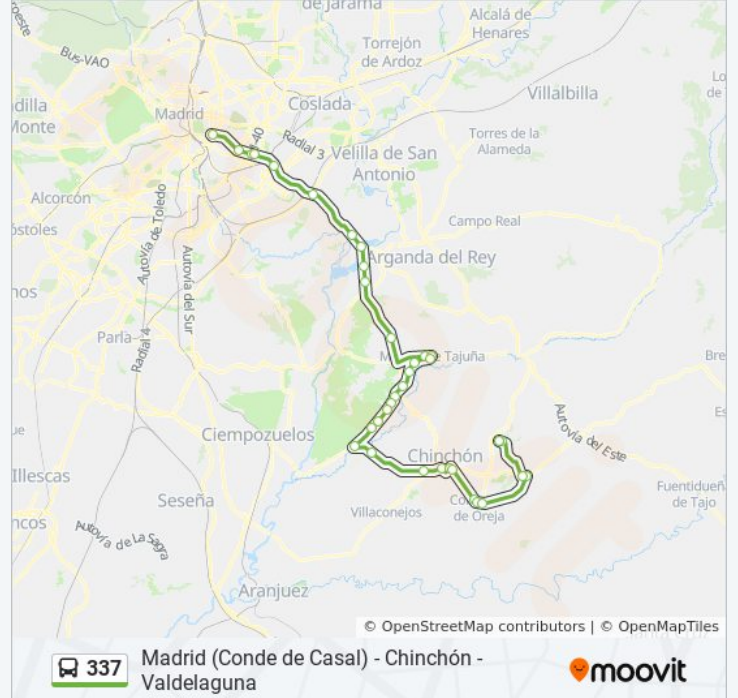 de Jarama
Alcalá de
Henares
Torrejón
de Ardoz
Bus-VAO
Villalbilla
Coslada
Madrid
Monte
Radial 3
Torres de la
Alameda
Velilla de San
Antonio
Alcorcón
Autovía de Toledo
Campo Real
Autovía del Sur
Arganda del Rey
Parla
Radial 4
Tajuña
Autovía del Este
Ciempozuelos
Chinchón
Illescas
Seseña
Villaconejos
de Oreja
Fuentidueñ
de Tajo
Autovía de La Sagra
Aranjuez
© OpenStreetMap contributors | © OpenMapTiles
337
Madrid (Conde de Casal) - Chinchón -
Valdelaguna
moovit